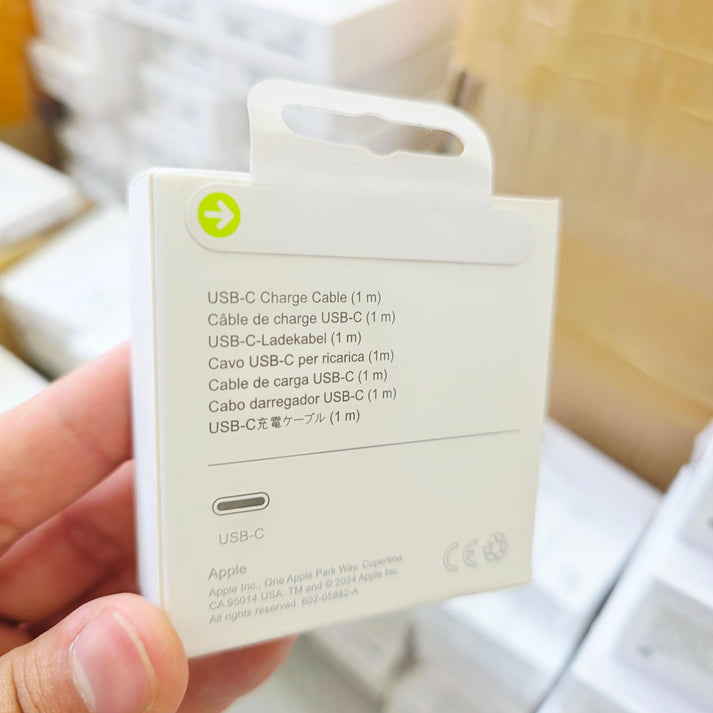 USB-C Charge Cable (1 m)
Câble de charge USB-C (1 m)
USB-C-Ladekabel (1 m)
Cavo USB-C per ricarica (1m)
Cable de carga USB-C (1 m)
Cabo darregador USB-C (1 m)
USB-C充電ケーブル (1 m)
USB-C
Apple
Apple Inc., One Apple Park Way, Cupertino,
CA 95014 USA. TM and © 2024 Apple Inc.
All rights reserved 602-05882-A
CE